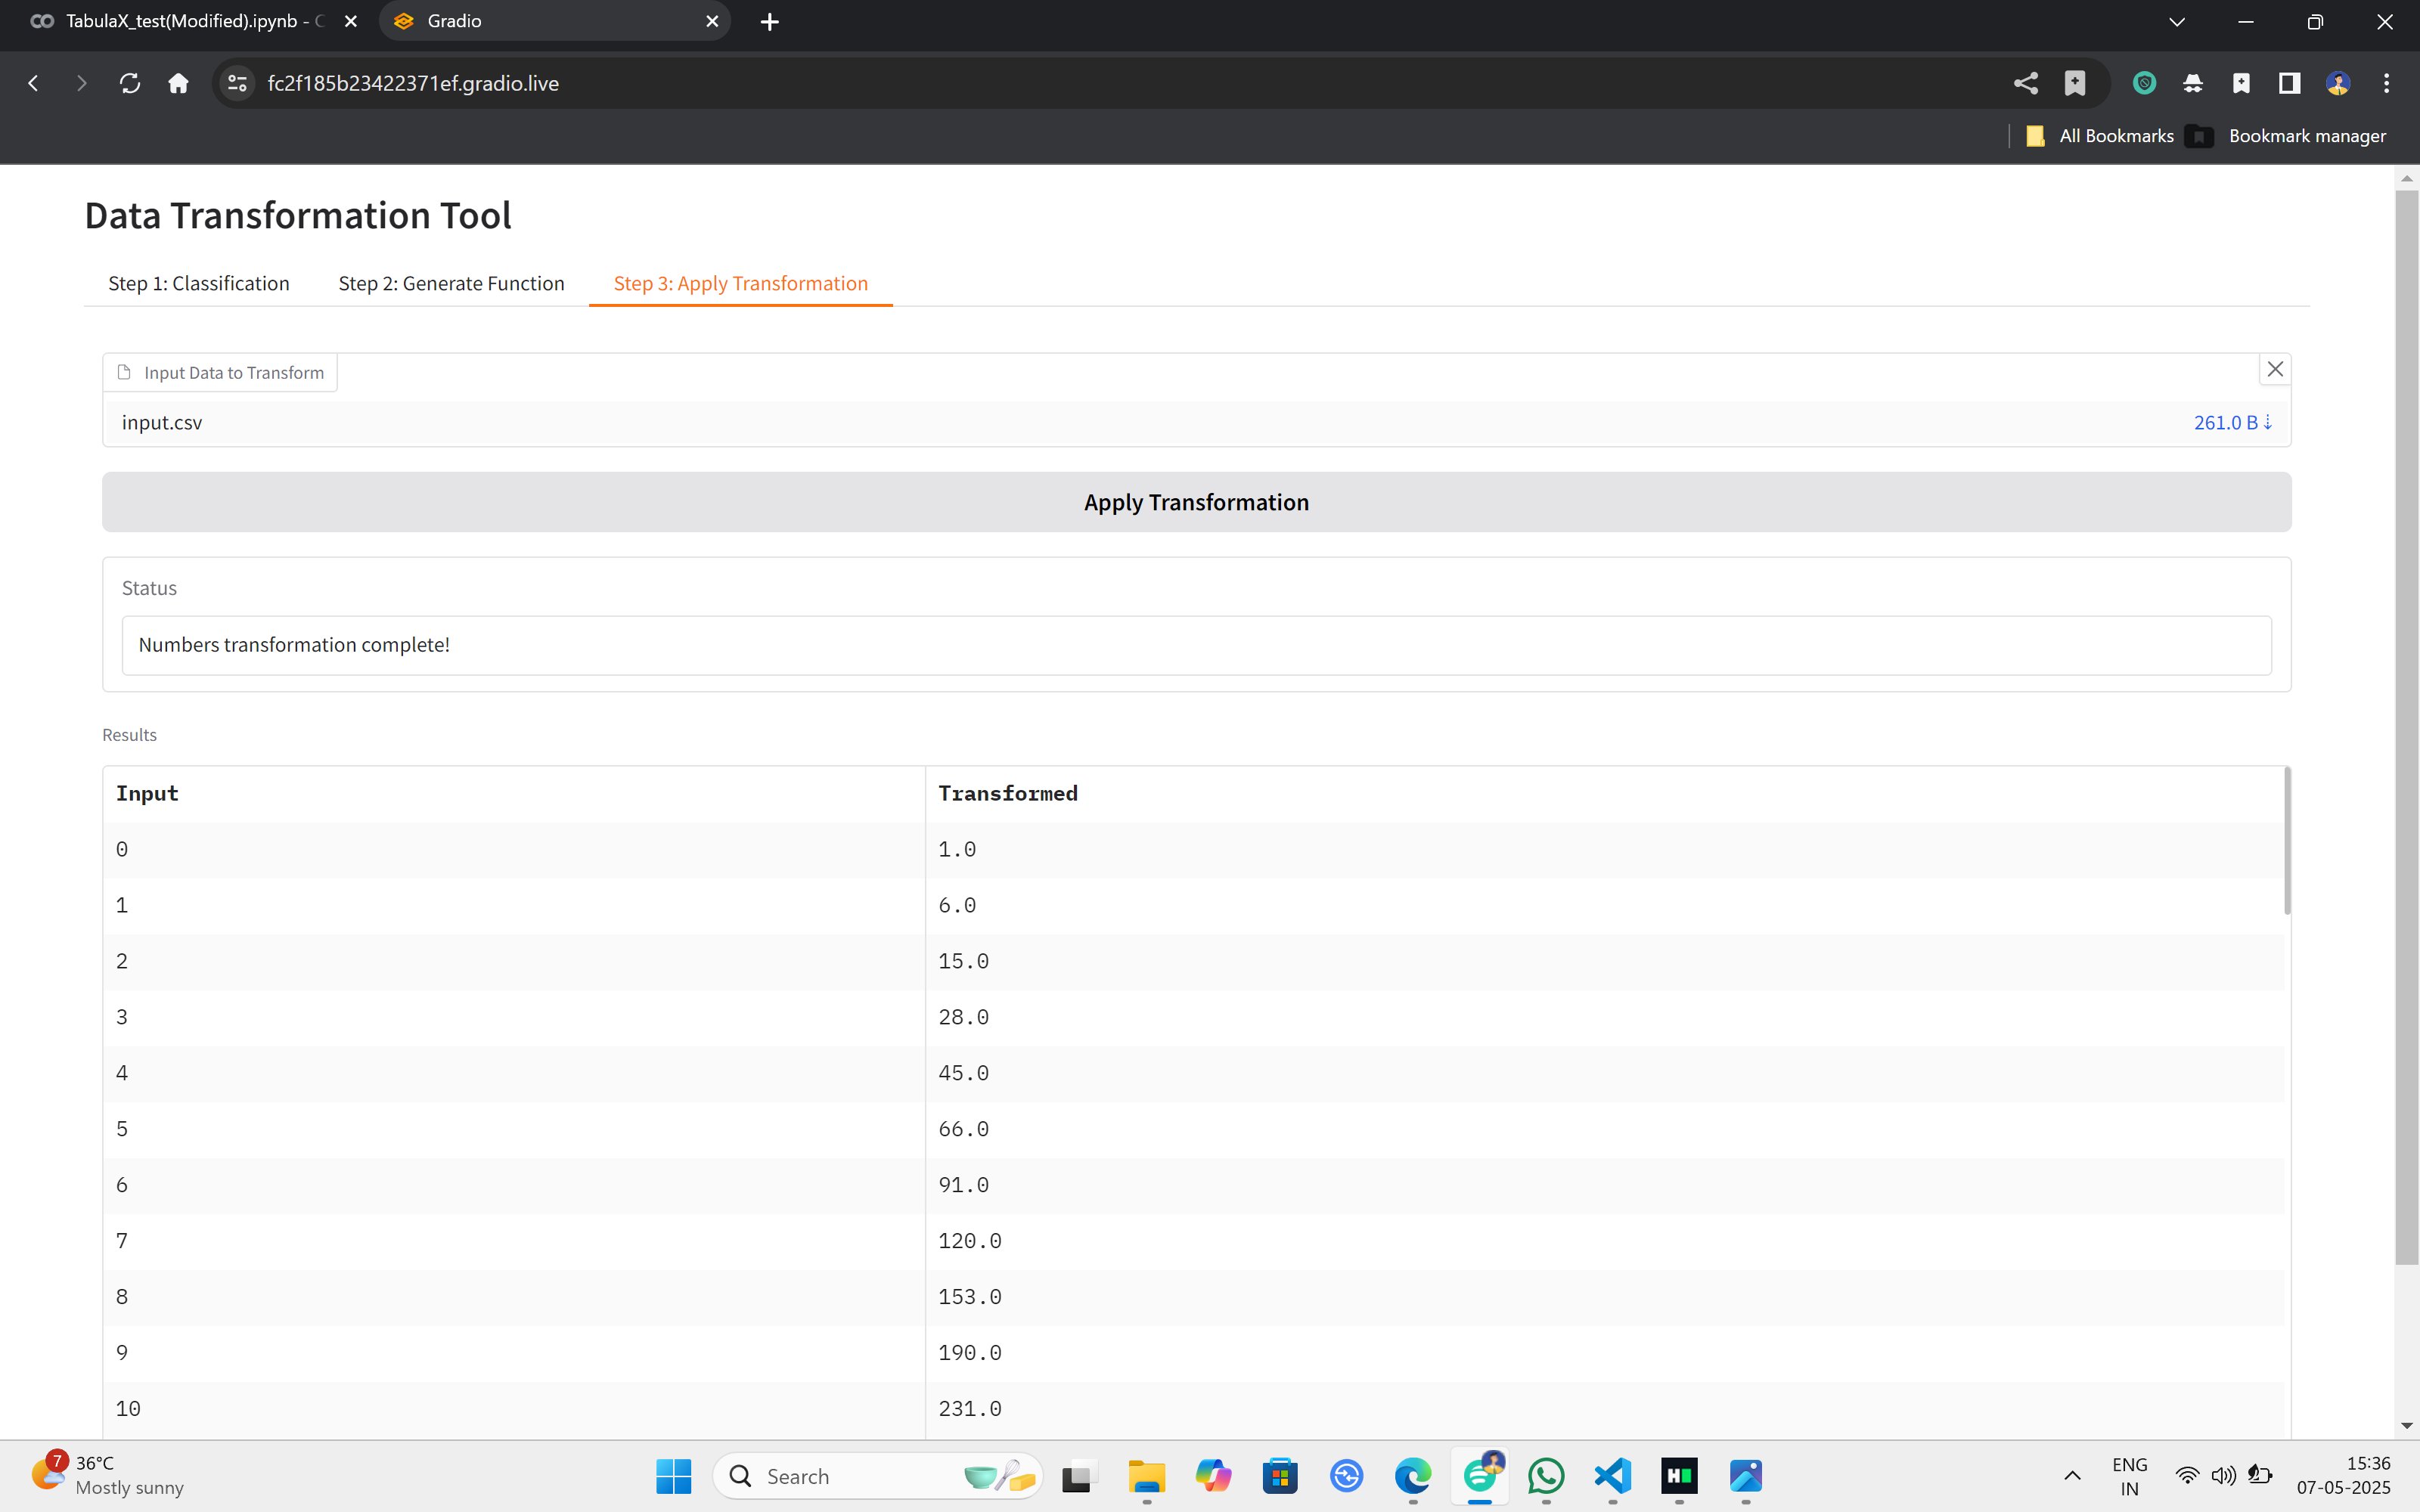 TabulaX_test(Modified).ipynb - C
Gradio
fc2f185b23422371ef.gradio.live
All Bookmarks
Bookmark manager
Data Transformation Tool
Step 1: Classification
Step 2: Generate Function
Step 3: Apply Transformation
Input Data to Transform
input.csv 261.0 B ⇣
Apply Transformation
Status
Numbers transformation complete!
Results
Input Transformed
0 1.0
1 6.0
2 15.0
3 28.0
4 45.0
5 66.0
6 91.0
7 120.0
8 153.0
9 190.0
10 231.0
7
36°C
Mostly sunny
Search
ENG
IN
15:36
07-05-2025